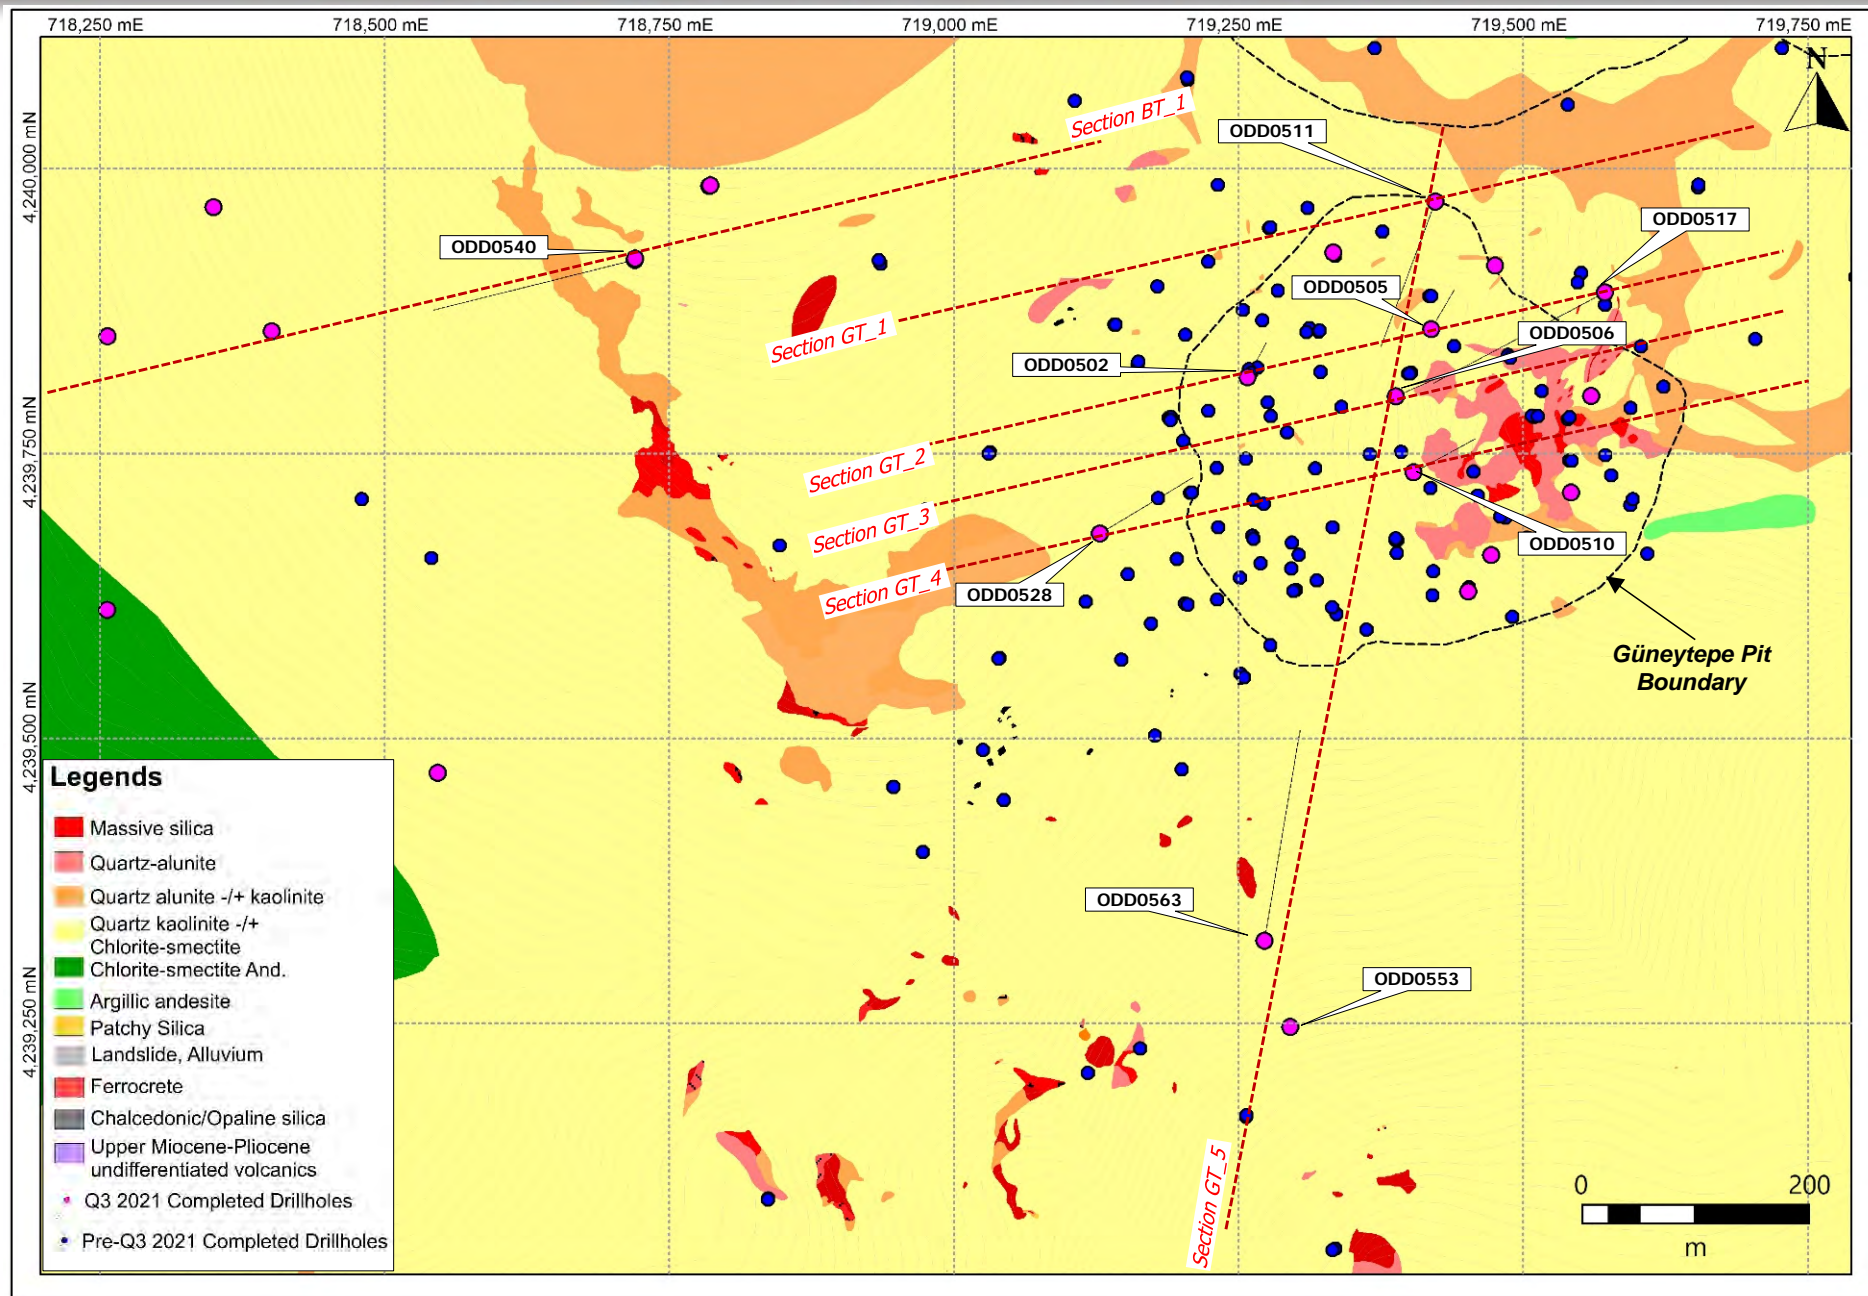 718,250 mE
718,500 mE
718,750 mE
719,000 mE
719,250 mE
719,500 mE
719,750 mE
N
4,240,000 mN
4,239,750 mN
4,239,500 mN
4,239,250 mN
Section BT_1
ODD0511
ODD0517
ODD0540
ODD0505
ODD0506
Section GT_1
ODD0502
Section GT_2
Section GT_3
ODD0510
Section GT_4
ODD0528
Güneytepe Pit
Boundary
ODD0563
ODD0553
Section GT_5
Legends
Massive silica
Quartz-alunite
Quartz alunite -/+ kaolinite
Quartz kaolinite -/+
Chlorite-smectite
Chlorite-smectite And.
Argillic andesite
Patchy Silica
Landslide, Alluvium
Ferrocrete
Chalcedonic/Opaline silica
Upper Miocene-Pliocene
undifferentiated volcanics
Q3 2021 Completed Drillholes
Pre-Q3 2021 Completed Drillholes
0 200
m